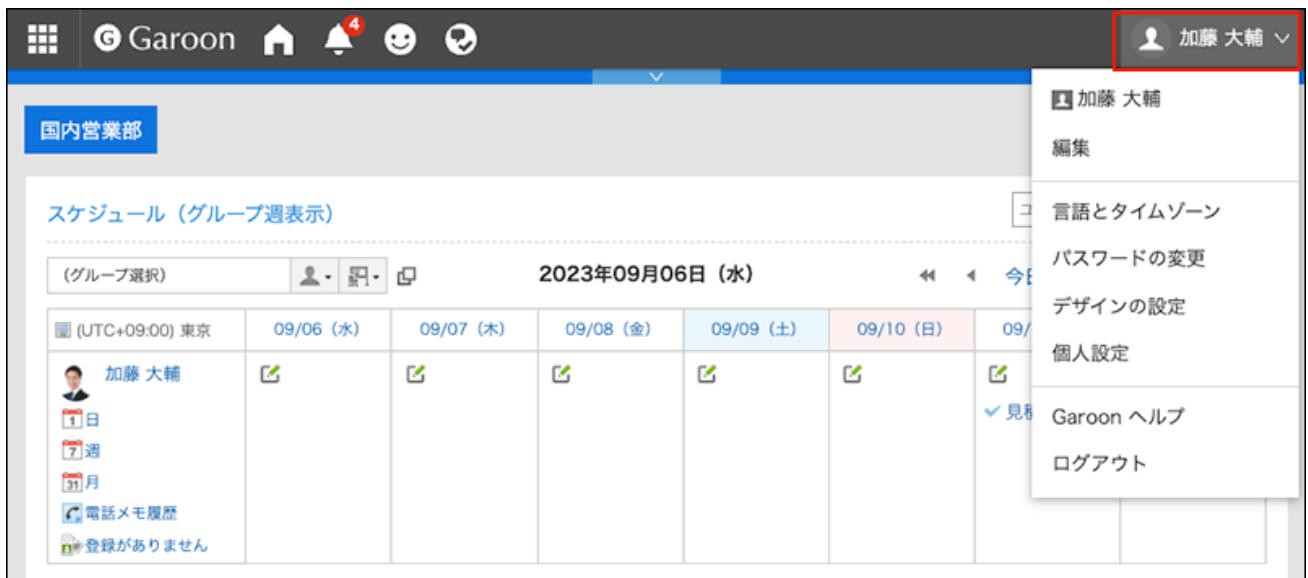 Garoon
4
加藤 大輔
加藤 大輔
編集
言語とタイムゾーン
パスワードの変更
デザインの設定
個人設定
Garoon ヘルプ
ログアウト
国内営業部
スケジュール（グループ週表示）
(グループ選択)
2023年09月06日（水）
(UTC+09:00) 東京
09/06（水）
09/07（木）
09/08（金）
09/09（土）
09/10（日）
09/
加藤 大輔
1 日
7 週
31 月
電話メモ履歴
登録がありません